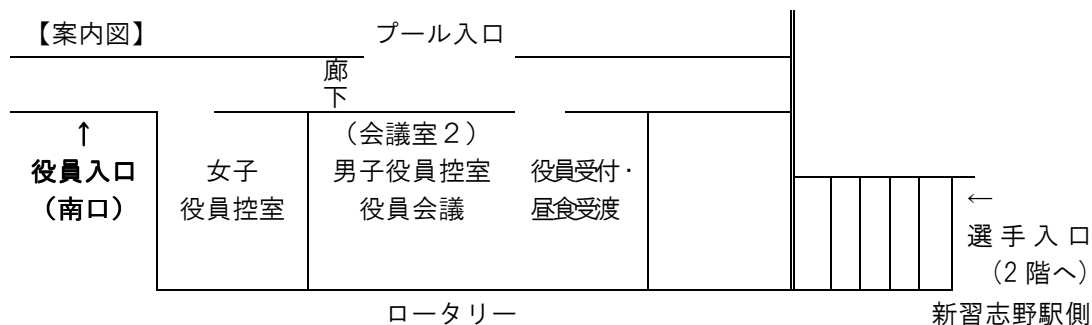 【案内図】
プール入口
廊
下
↑
役員入口
（南口）
女子
役員控室
（会議室２）
男子役員控室
役員会議
役員受付・
昼食受渡
←
選手入口
（2 階へ）
ロータリー
新習志野駅側